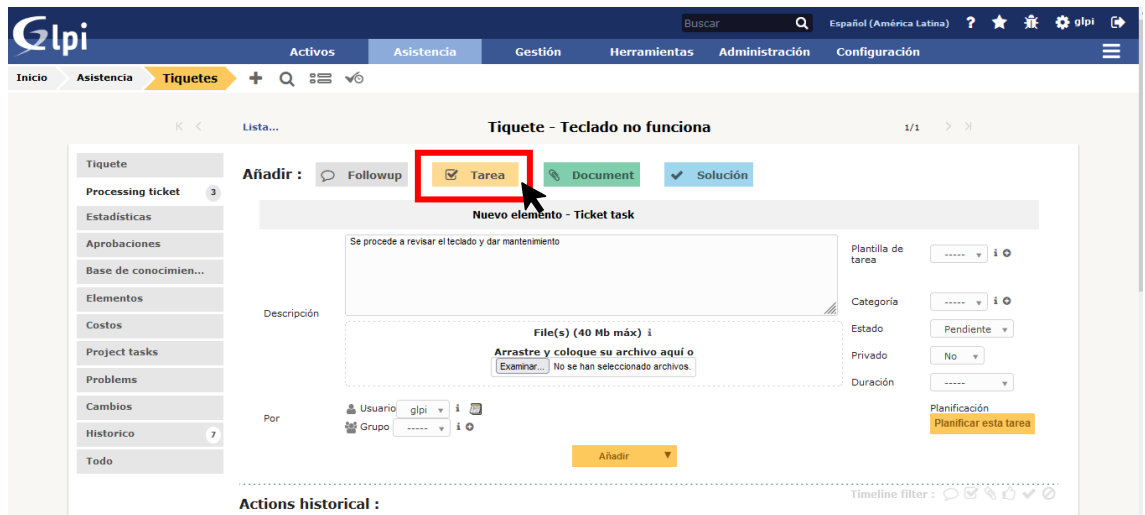 Glpi
Buscar
Español (América Latina) ? glpi
Activos Asistencia Gestión Herramientas Administración Configuración
Inicio Asistencia Tiquetes
Lista... Tiquete - Teclado no funciona 1/1
Tiquete
Processing ticket 3
Estadísticas
Aprobaciones
Base de conocimien...
Elementos
Costos
Project tasks
Problems
Cambios
Historico 7
Todo
Añadir : Followup Tarea Document Solución
Nuevo elemento - Ticket task
Descripción
Se procede a revisar el teclado y dar mantenimiento
File(s) (40 Mb máx) i
Arrastre y coloque su archivo aquí o
Examinar... No se han seleccionado archivos.
Plantilla de
tarea ----- i
Categoría ----- i
Estado Pendiente
Privado No
Duración -----
Planificación
Planificar esta tarea
Por
Usuario glpi i
Grupo ----- i
Añadir
Timeline filter :
Actions historical :